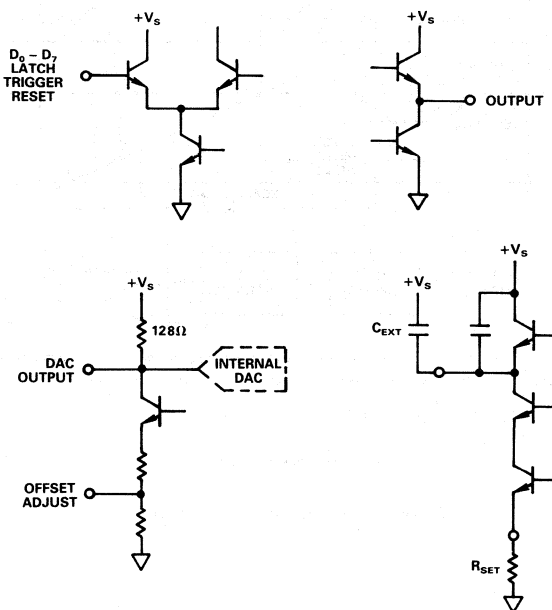 +VS
D0 – D7
LATCH
TRIGGER
RESET
+VS
OUTPUT
+VS
128Ω
DAC
OUTPUT
INTERNAL
DAC
OFFSET
ADJUST
+VS
+VS
CEXT
RSET